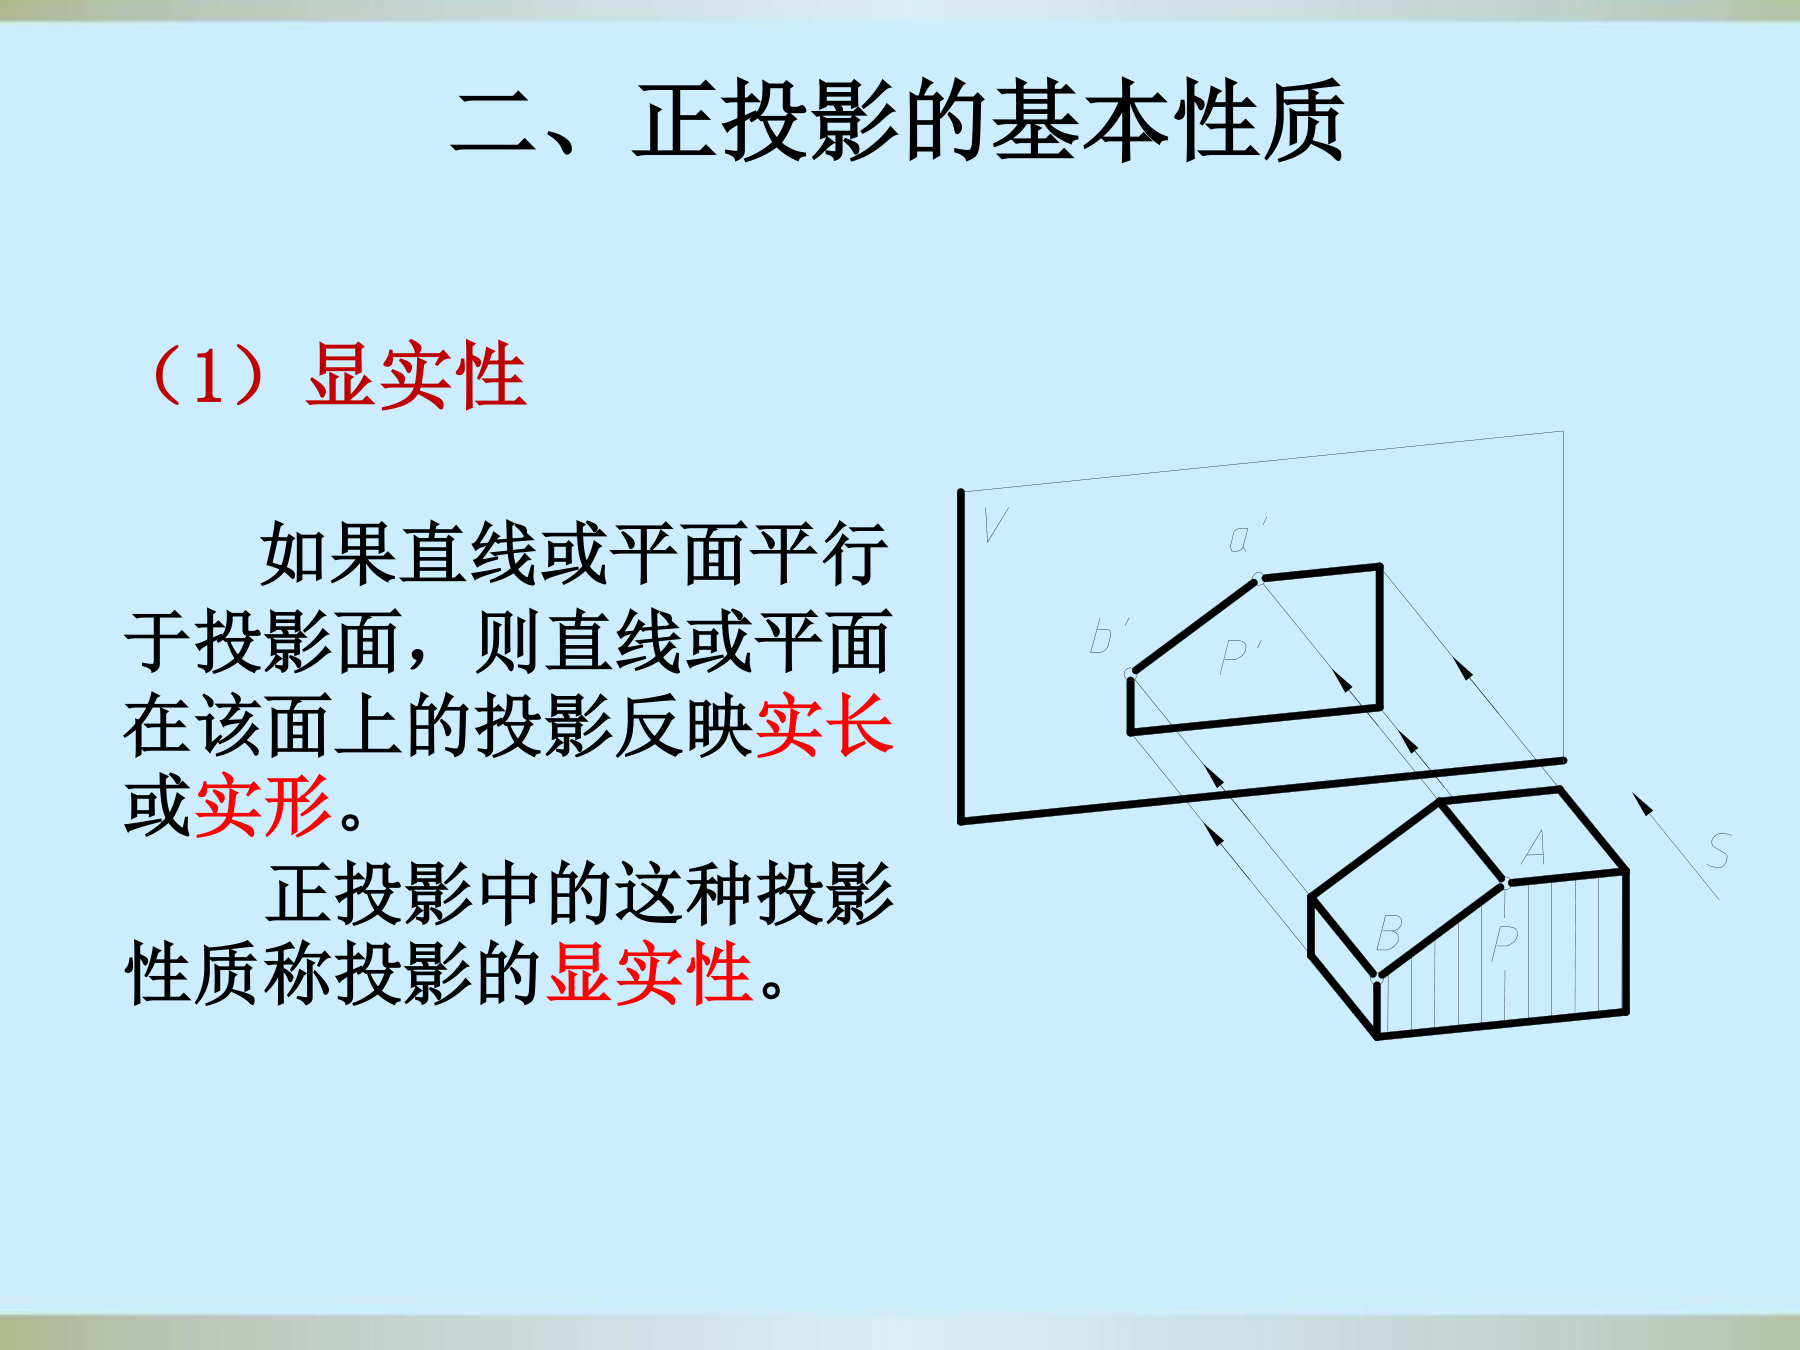 二、正投影的基本性质
（1）显实性
如果直线或平面平行
于投影面，则直线或平面
在该面上的投影反映实长
或实形。
正投影中的这种投影
性质称投影的显实性。
V
a′
b′
P′
A
S
B
P